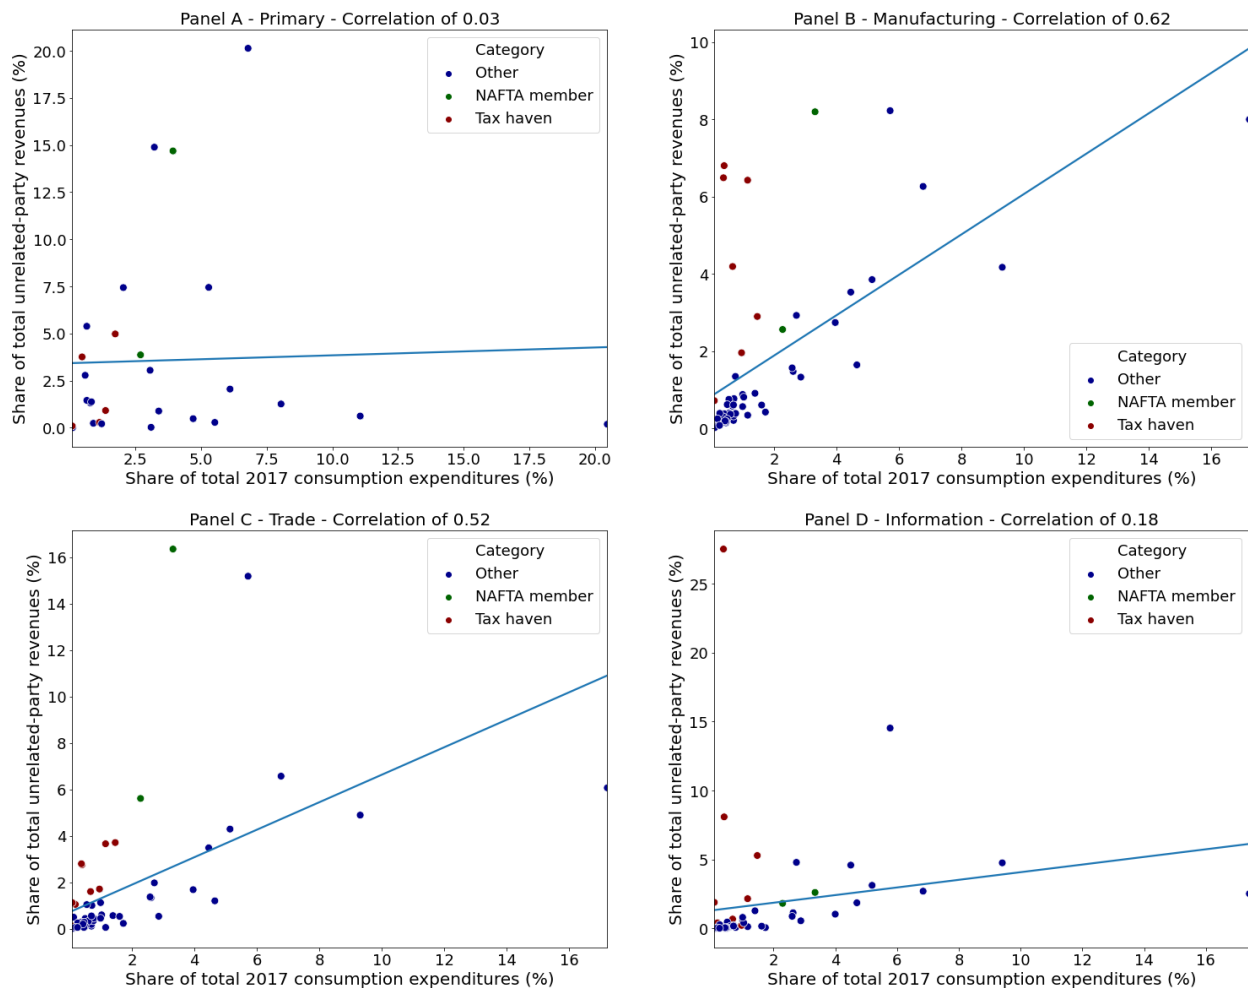 Panel A - Primary - Correlation of 0.03
Share of total unrelated-party revenues (%)
20.0
17.5
15.0
12.5
10.0
7.5
5.0
2.5
0.0
Category
Other
NAFTA member
Tax haven
2.5 5.0 7.5 10.0 12.5 15.0 17.5 20.0
Share of total 2017 consumption expenditures (%)
Panel B - Manufacturing - Correlation of 0.62
Share of total unrelated-party revenues (%)
10
8
6
4
2
0
Category
Other
NAFTA member
Tax haven
2 4 6 8 10 12 14 16
Share of total 2017 consumption expenditures (%)
Panel C - Trade - Correlation of 0.52
Share of total unrelated-party revenues (%)
16
14
12
10
8
6
4
2
0
Category
Other
NAFTA member
Tax haven
2 4 6 8 10 12 14 16
Share of total 2017 consumption expenditures (%)
Panel D - Information - Correlation of 0.18
Share of total unrelated-party revenues (%)
25
20
15
10
5
0
Category
Other
NAFTA member
Tax haven
2 4 6 8 10 12 14 16
Share of total 2017 consumption expenditures (%)